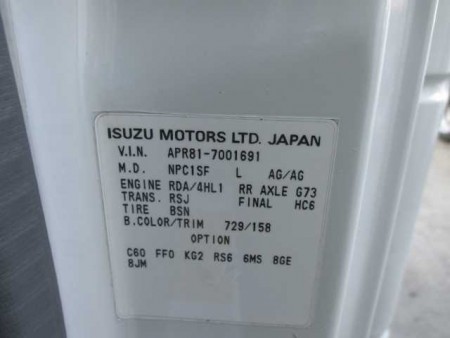 ISUZU MOTORS LTD. JAPAN
V.I.N. APR81-7001691
M.D. NPC1SF L AG/AG
ENGINE RDA/4HL1 RR AXLE G73
TRANS. RSJ FINAL HC6
TIRE BSN
B.COLOR/TRIM 729/158
OPTION
C60 FF0 KG2 RS6 6MS 8GE
8JM